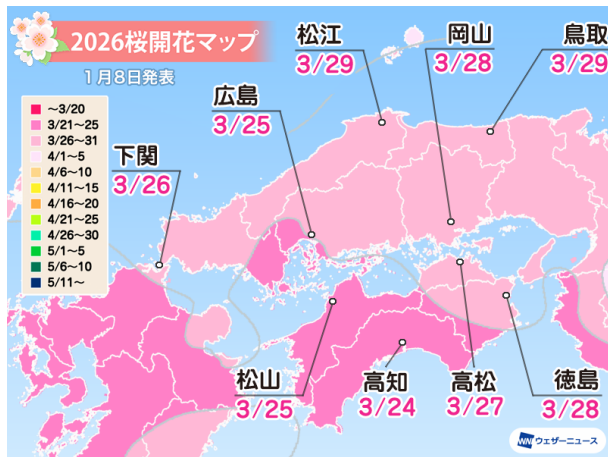 2026桜開花マップ
1月8日発表
松江
3/29
岡山
3/28
鳥取
3/29
広島
3/25
下関
3/26
~3/20
3/21~25
3/26~31
4/1~5
4/6~10
4/11~15
4/16~20
4/21~25
4/26~30
5/1~5
5/6~10
5/11~
松山
3/25
高知
3/24
高松
3/27
徳島
3/28
WN ウェザーニュース